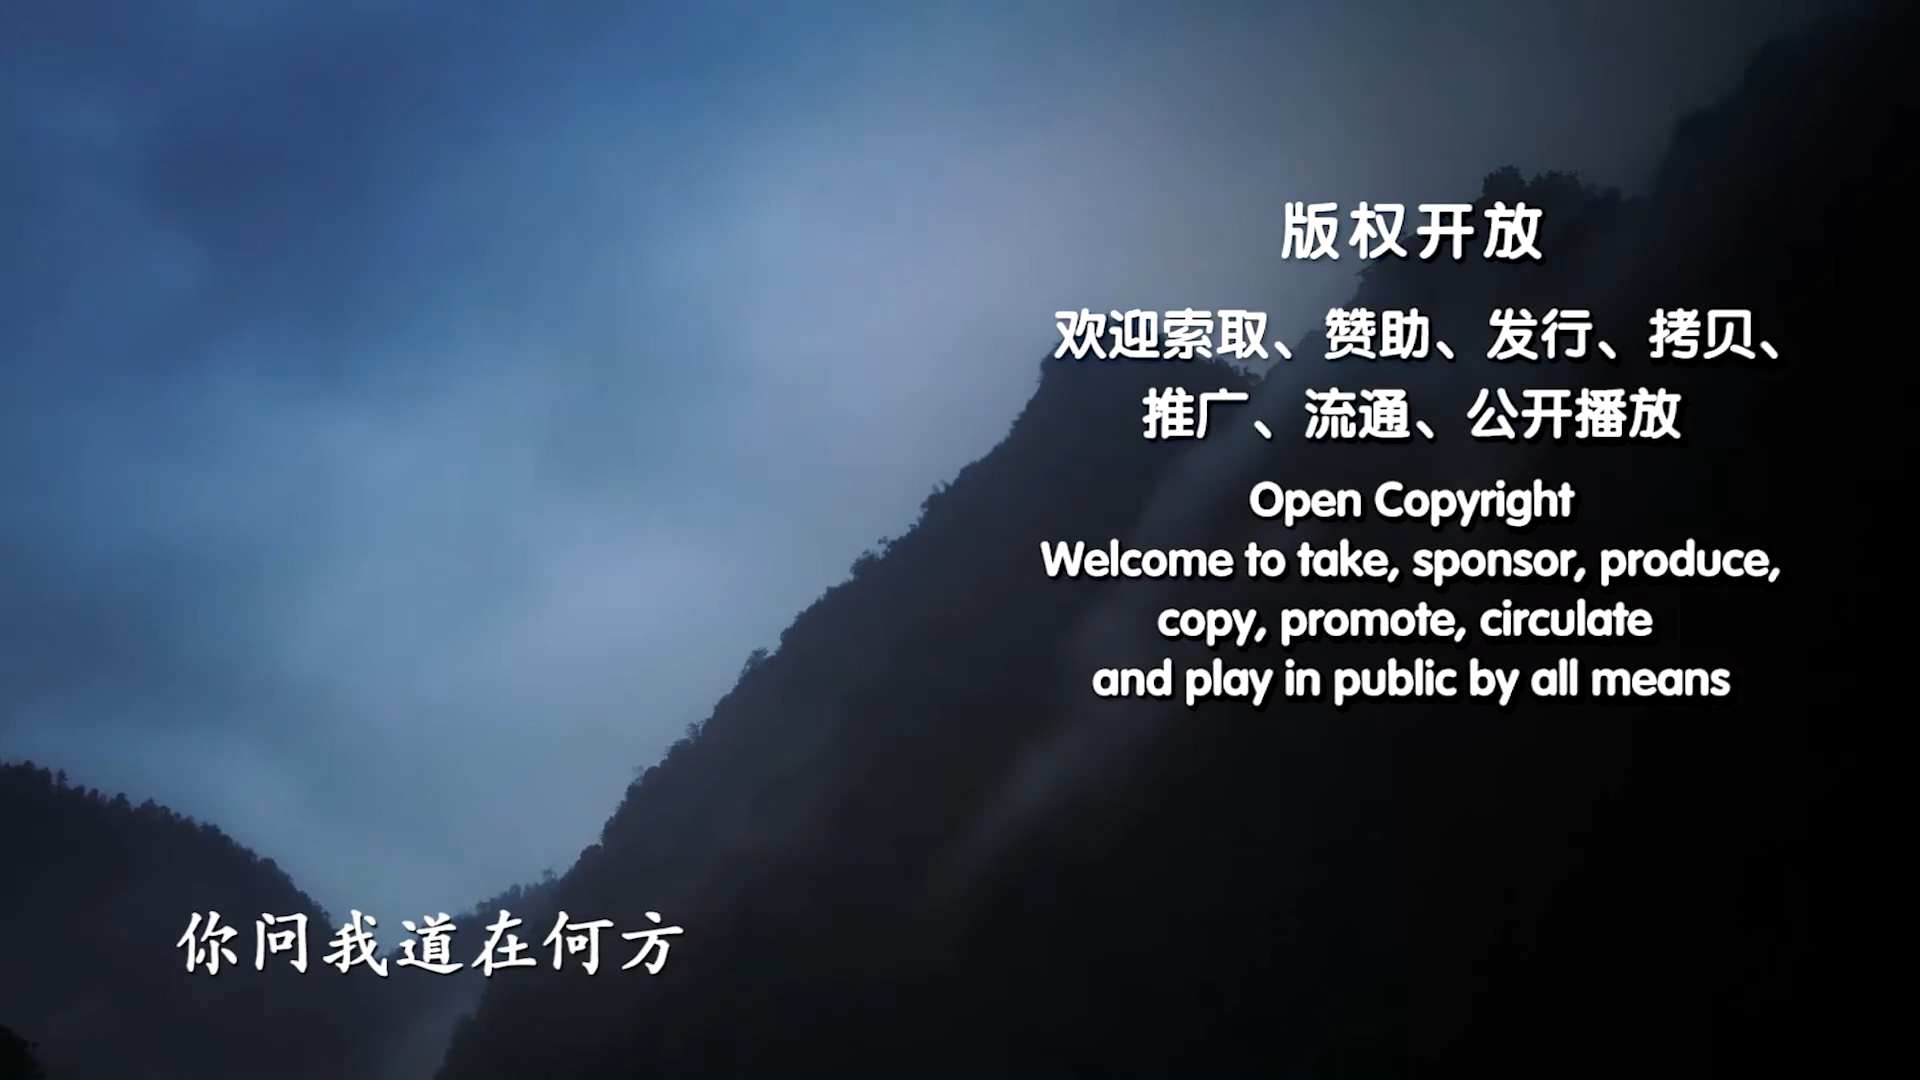 版权开放
欢迎索取、赞助、发行、拷贝、
推广、流通、公开播放
Open Copyright
Welcome to take, sponsor, produce,
copy, promote, circulate
and play in public by all means
你问我道在何方